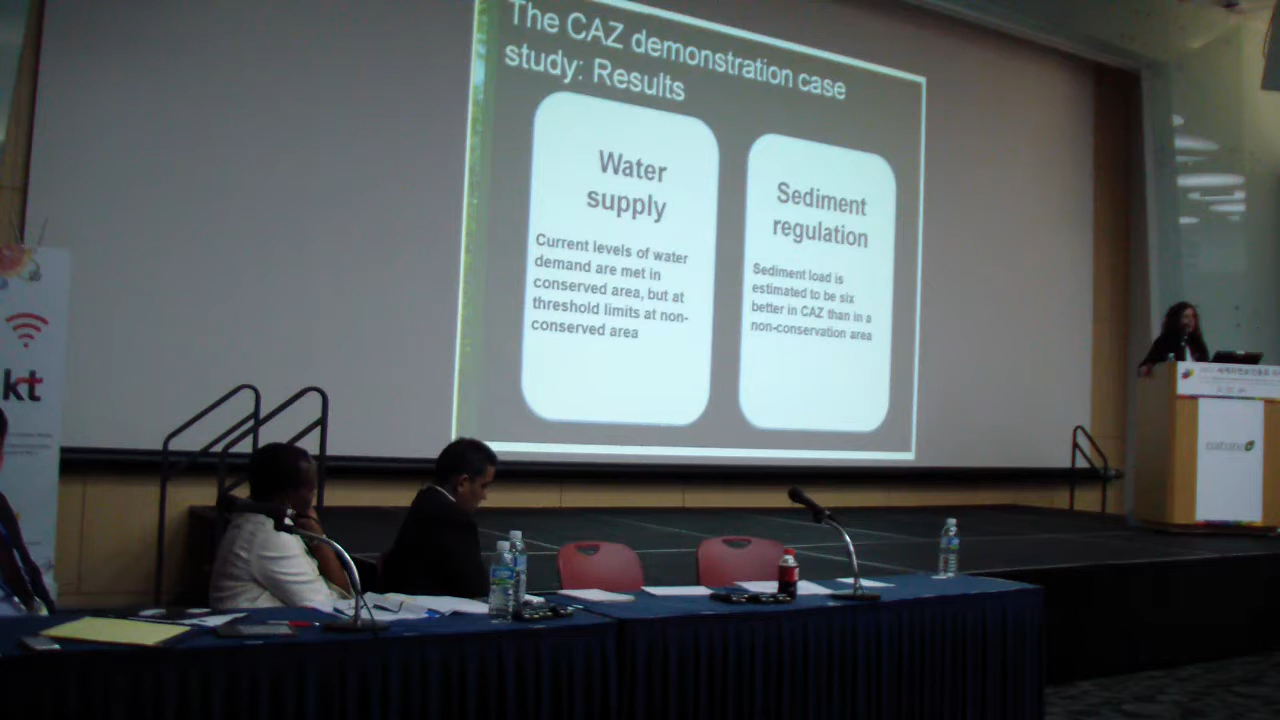 The CAZ demonstration case
study: Results
Water
supply
Current levels of water
demand are met in
conserved area, but at
threshold limits at non-
conserved area
Sediment
regulation
Sediment load is
estimated to be six
better in CAZ than in a
non-conservation area
kt